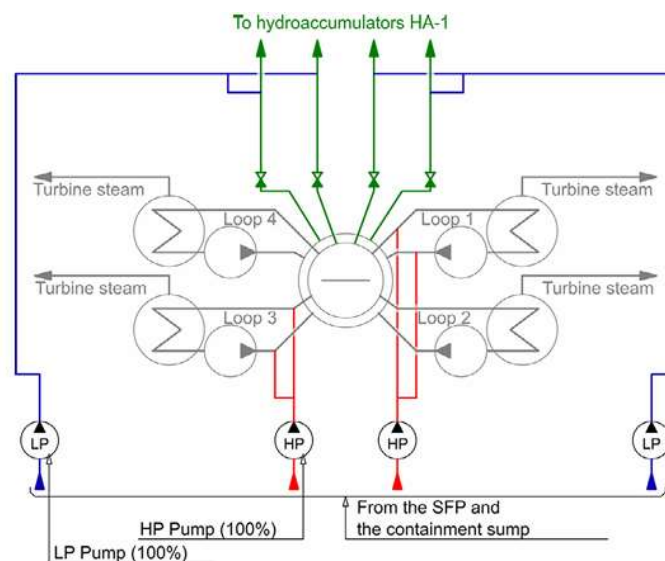 To hydroaccumulators HA-1
Turbine steam
Turbine steam
Loop 4
Loop 1
Turbine steam
Turbine steam
Loop 3
Loop 2
LP
HP
HP
LP
From the SFP and
the containment sump
HP Pump (100%)
LP Pump (100%)